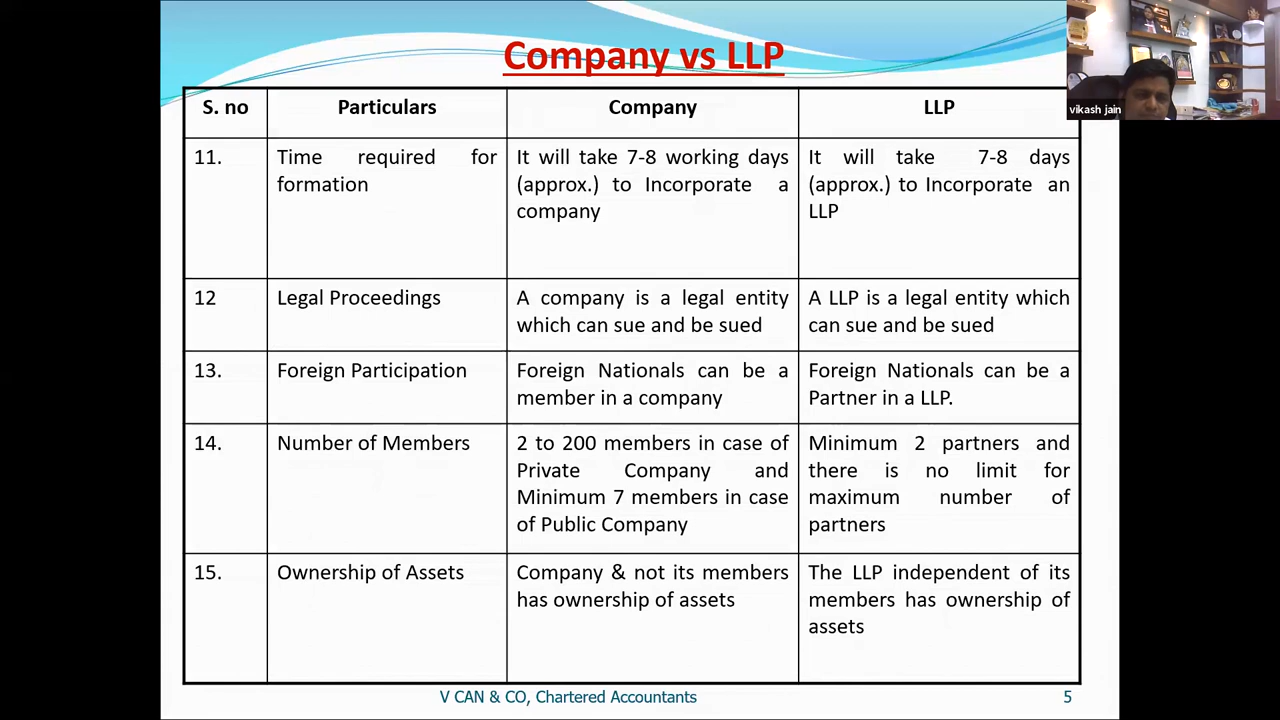 Company vs LLP
vikash jain
S. no Particulars Company LLP
11. Time required for formation It will take 7-8 working days (approx.) to Incorporate a company It will take 7-8 days (approx.) to Incorporate an LLP
12 Legal Proceedings A company is a legal entity which can sue and be sued A LLP is a legal entity which can sue and be sued
13. Foreign Participation Foreign Nationals can be a member in a company Foreign Nationals can be a Partner in a LLP.
14. Number of Members 2 to 200 members in case of Private Company and Minimum 7 members in case of Public Company Minimum 2 partners and there is no limit for maximum number of partners
15. Ownership of Assets Company & not its members has ownership of assets The LLP independent of its members has ownership of assets
V CAN & CO, Chartered Accountants 5